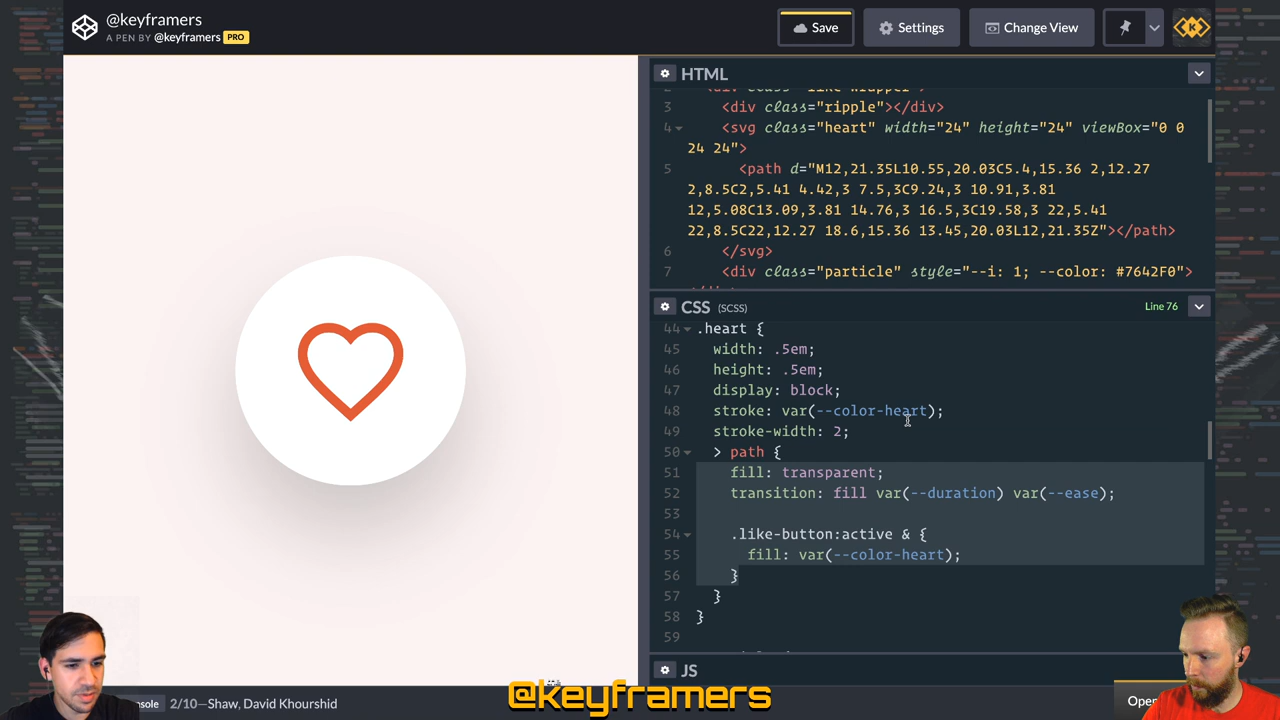 @keyframers
A PEN BY @keyframers PRO
Save
Settings
Change View
K
HTML
3 <div class="ripple"></div>
4 <svg class="heart" width="24" height="24" viewBox="0 0
24 24">
5 <path d="M12,21.35L10.55,20.03C5.4,15.36 2,12.27
2,8.5C2,5.41 4.42,3 7.5,3C9.24,3 10.91,3.81
12,5.08C13.09,3.81 14.76,3 16.5,3C19.58,3 22,5.41
22,8.5C22,12.27 18.6,15.36 13.45,20.03L12,21.35Z"></path>
6 </svg>
7 <div class="particle" style="--i: 1; --color: #7642F0">
CSS (SCSS)
Line 76
44 .heart {
45 width: .5em;
46 height: .5em;
47 display: block;
48 stroke: var(--color-heart);
49 stroke-width: 2;
50 > path {
51 fill: transparent;
52 transition: fill var(--duration) var(--ease);
53
54 .like-button:active & {
55 fill: var(--color-heart);
56 }
57 }
58 }
59
JS
2/10—Shaw, David Khourshid
@keyframers